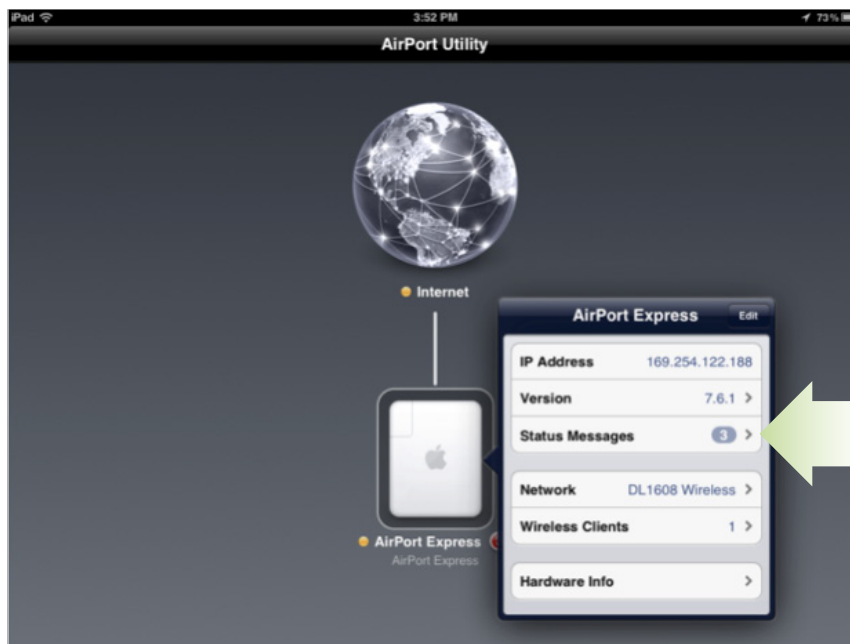 iPad 3:52 PM 73%
AirPort Utility
Internet
AirPort Express Edit
IP Address 169.254.122.188
Version 7.6.1 >
Status Messages 3 >
Network DL1608 Wireless >
Wireless Clients 1 >
Hardware Info >
AirPort Express
AirPort Express